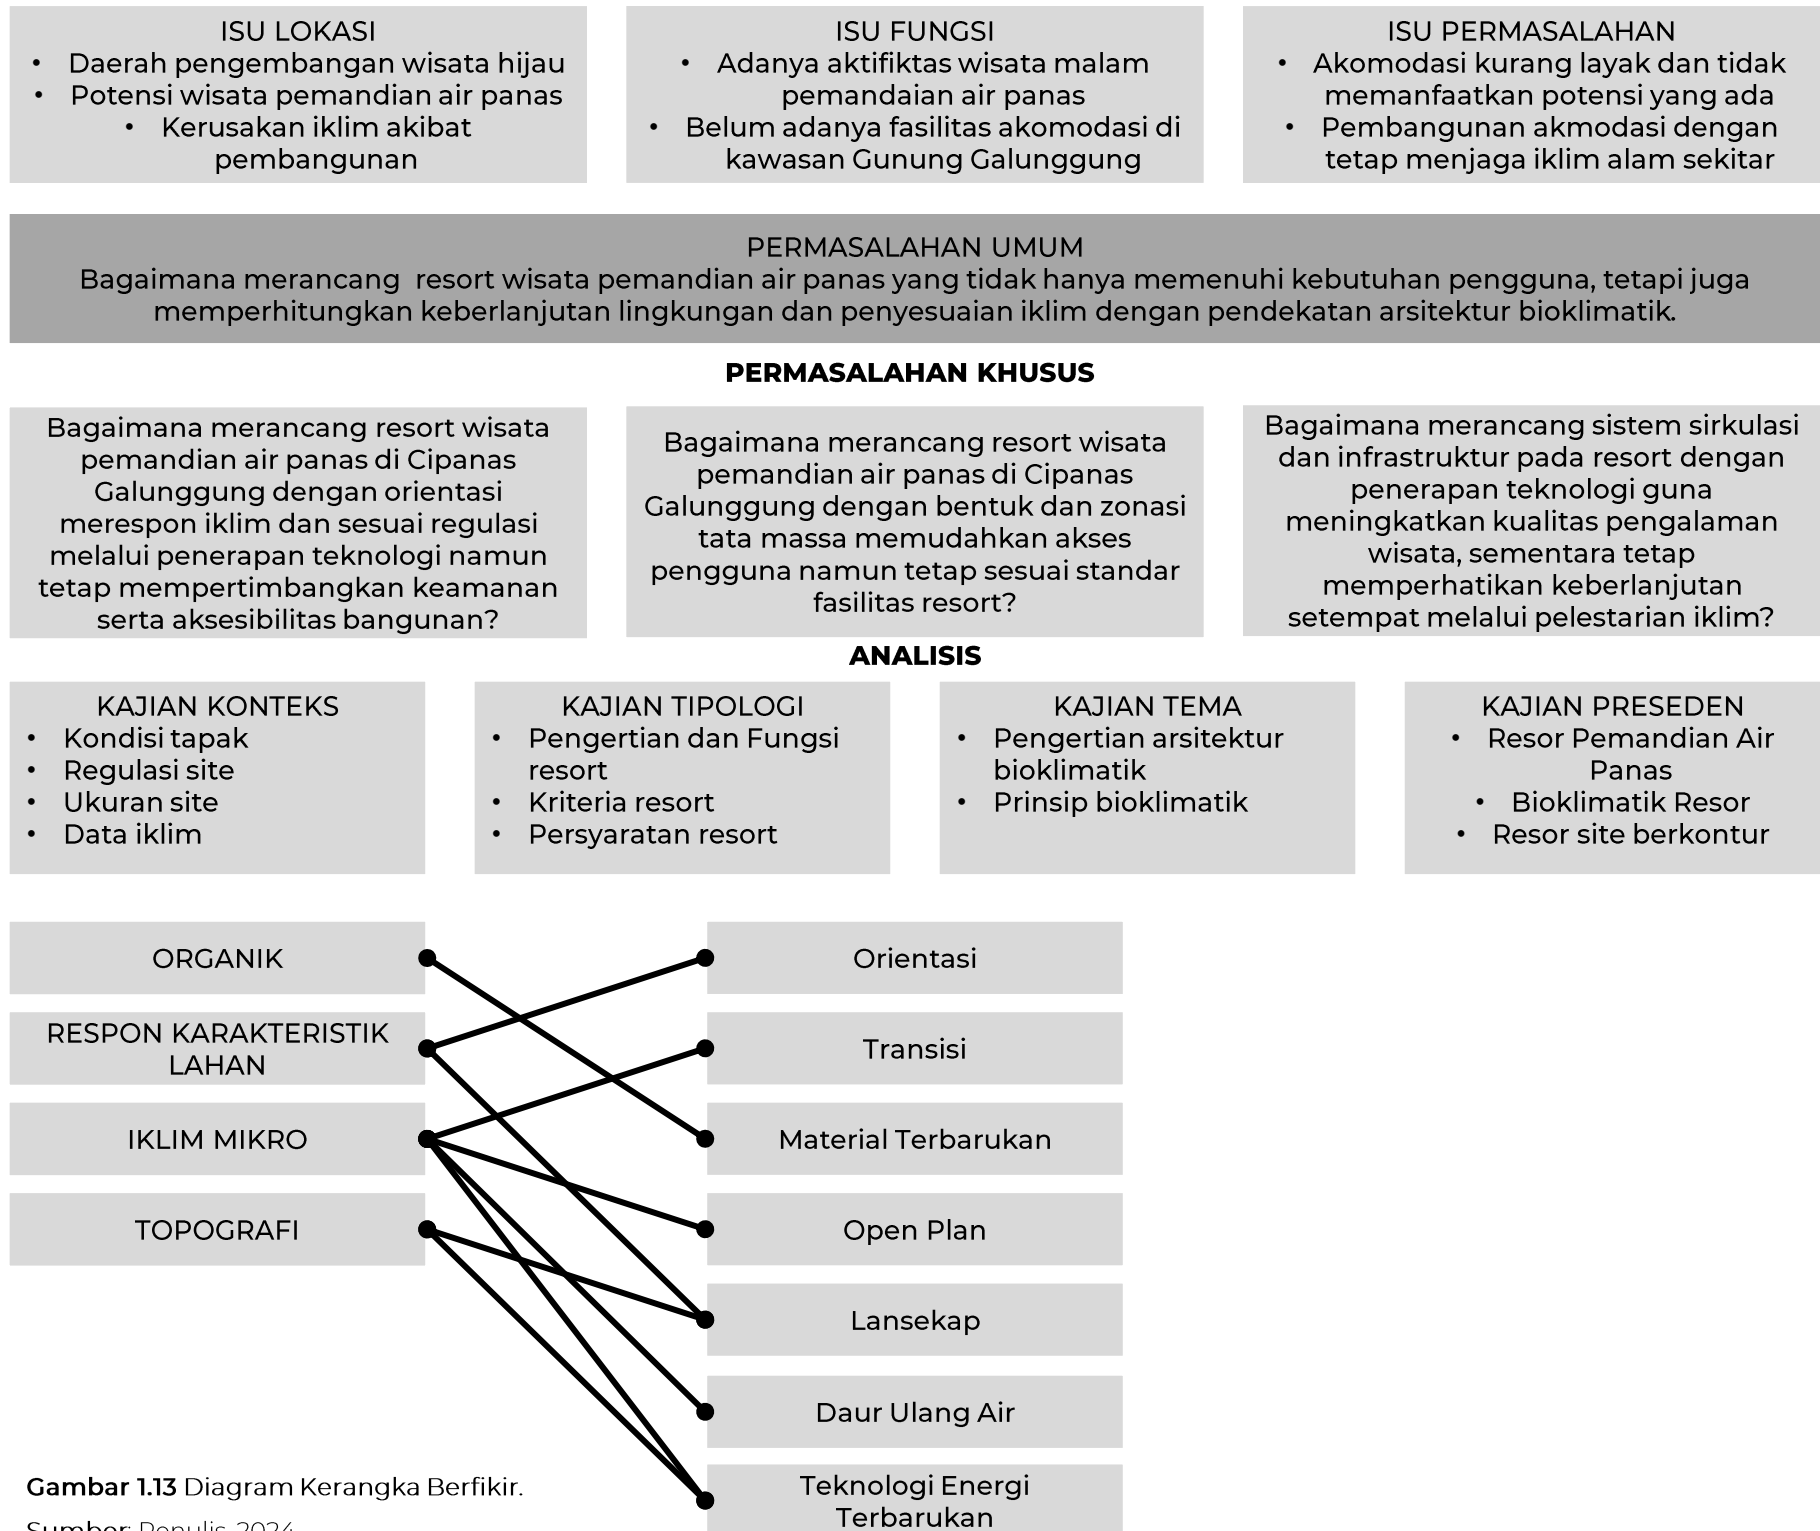 ISU LOKASI
• Daerah pengembangan wisata hijau
• Potensi wisata pemandian air panas
• Kerusakan iklim akibat
pembangunan
ISU FUNGSI
• Adanya aktifiktas wisata malam
pemandaian air panas
• Belum adanya fasilitas akomodasi di
kawasan Gunung Galunggung
ISU PERMASALAHAN
• Akomodasi kurang layak dan tidak
memanfaatkan potensi yang ada
• Pembangunan akmodasi dengan
tetap menjaga iklim alam sekitar
PERMASALAHAN UMUM
Bagaimana merancang resort wisata pemandian air panas yang tidak hanya memenuhi kebutuhan pengguna, tetapi juga
memperhitungkan keberlanjutan lingkungan dan penyesuaian iklim dengan pendekatan arsitektur bioklimatik.
PERMASALAHAN KHUSUS
Bagaimana merancang resort wisata
pemandian air panas di Cipanas
Galunggung dengan orientasi
merespon iklim dan sesuai regulasi
melalui penerapan teknologi namun
tetap mempertimbangkan keamanan
serta aksesibilitas bangunan?
Bagaimana merancang resort wisata
pemandian air panas di Cipanas
Galunggung dengan bentuk dan zonasi
tata massa memudahkan akses
pengguna namun tetap sesuai standar
fasilitas resort?
Bagaimana merancang sistem sirkulasi
dan infrastruktur pada resort dengan
penerapan teknologi guna
meningkatkan kualitas pengalaman
wisata, sementara tetap
memperhatikan keberlanjutan
setempat melalui pelestarian iklim?
ANALISIS
KAJIAN KONTEKS
• Kondisi tapak
• Regulasi site
• Ukuran site
• Data iklim
KAJIAN TIPOLOGI
• Pengertian dan Fungsi
resort
• Kriteria resort
• Persyaratan resort
KAJIAN TEMA
• Pengertian arsitektur
bioklimatik
• Prinsip bioklimatik
KAJIAN PRESEDEN
• Resor Pemandian Air
Panas
• Bioklimatik Resor
• Resor site berkontur
ORGANIK
RESPON KARAKTERISTIK
LAHAN
IKLIM MIKRO
TOPOGRAFI
Orientasi
Transisi
Material Terbarukan
Open Plan
Lansekap
Daur Ulang Air
Teknologi Energi
Terbarukan
Gambar 1.13 Diagram Kerangka Berfikir.
Sumber: Penulis, 2024